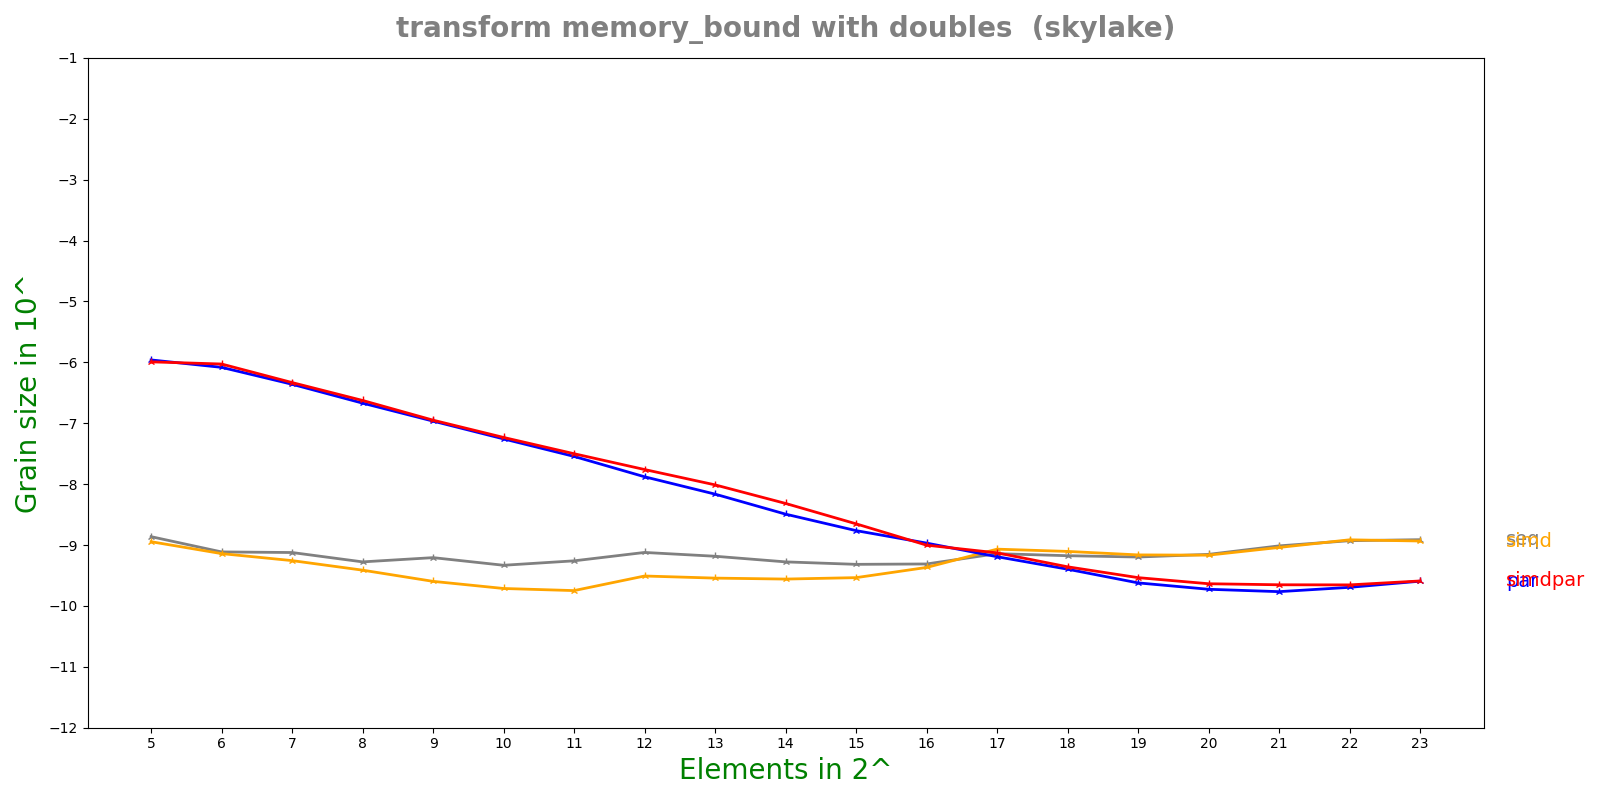 transform memory_bound with doubles  (skylake)
−1
−2
−3
−4
−5
−6
−7
−8
−9
−10
−11
−12
Grain size in 10^
5 6 7 8 9 10 11 12 13 14 15 16 17 18 19 20 21 22 23
Elements in 2^
seq
simd
simdpar
par